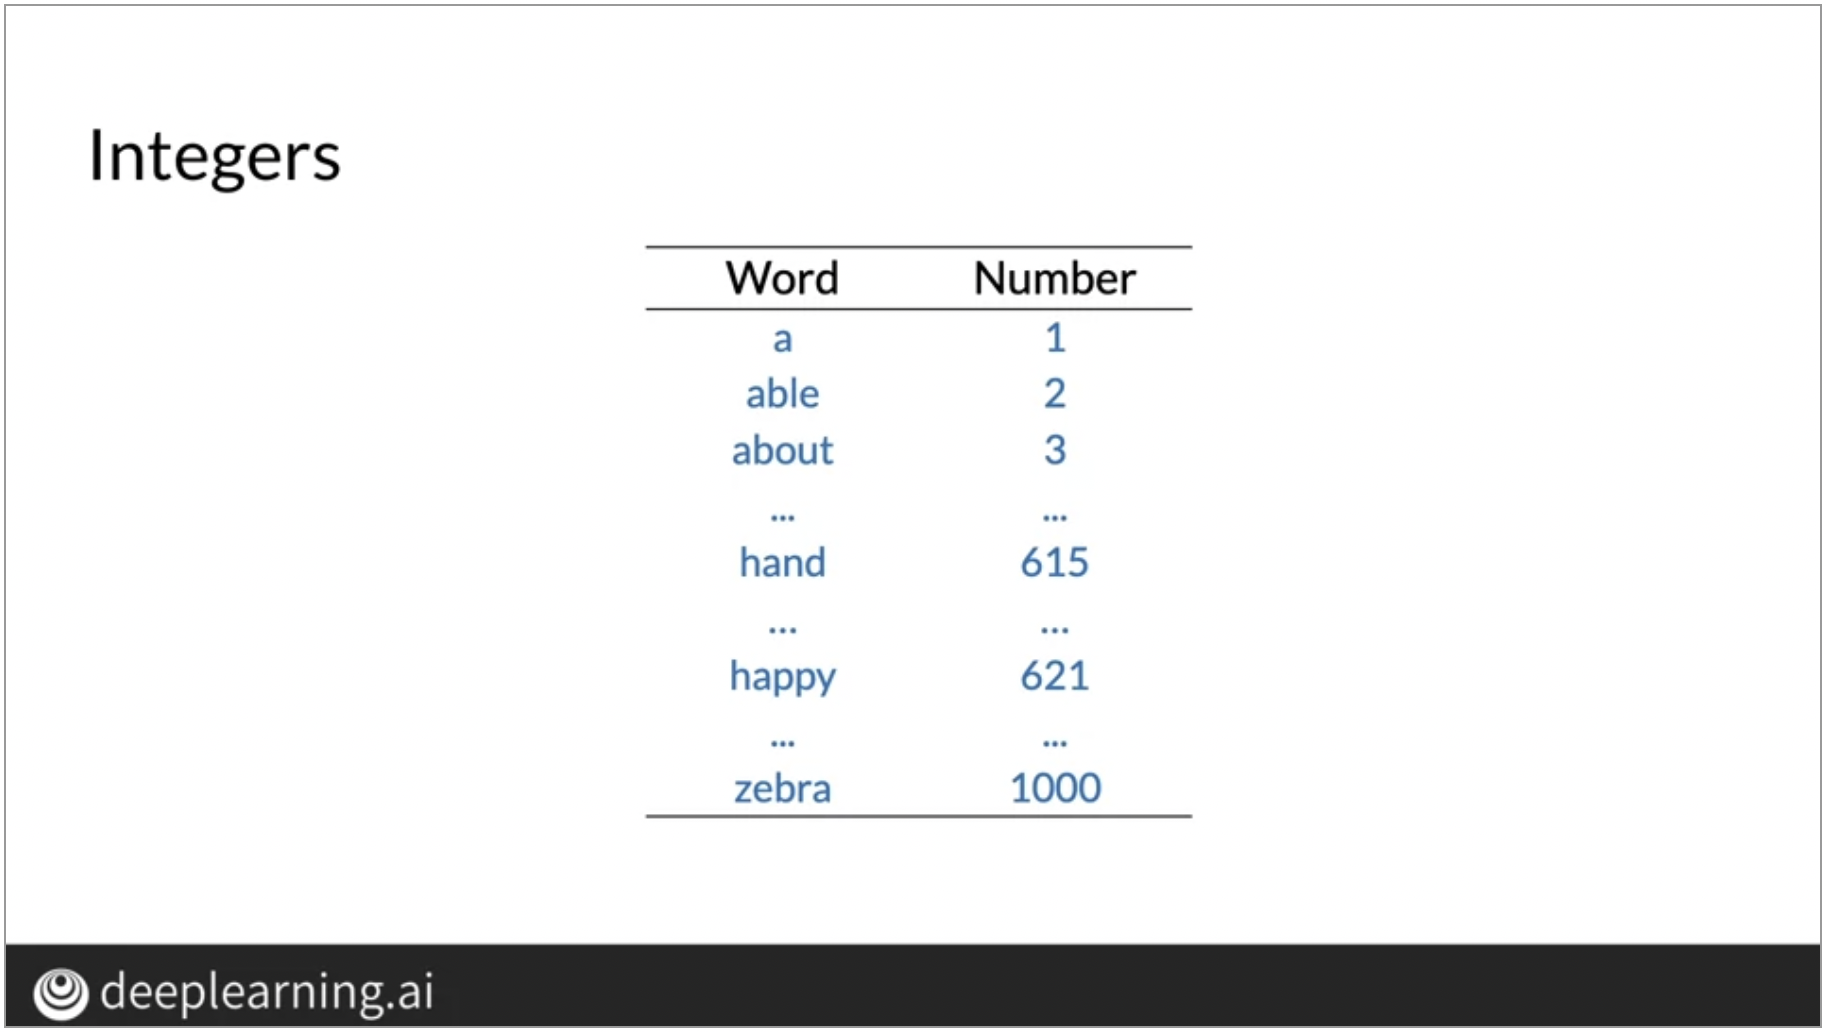 Integers
Word Number
a 1
able 2
about 3
... ...
hand 615
... ...
happy 621
... ...
zebra 1000
deeplearning.ai